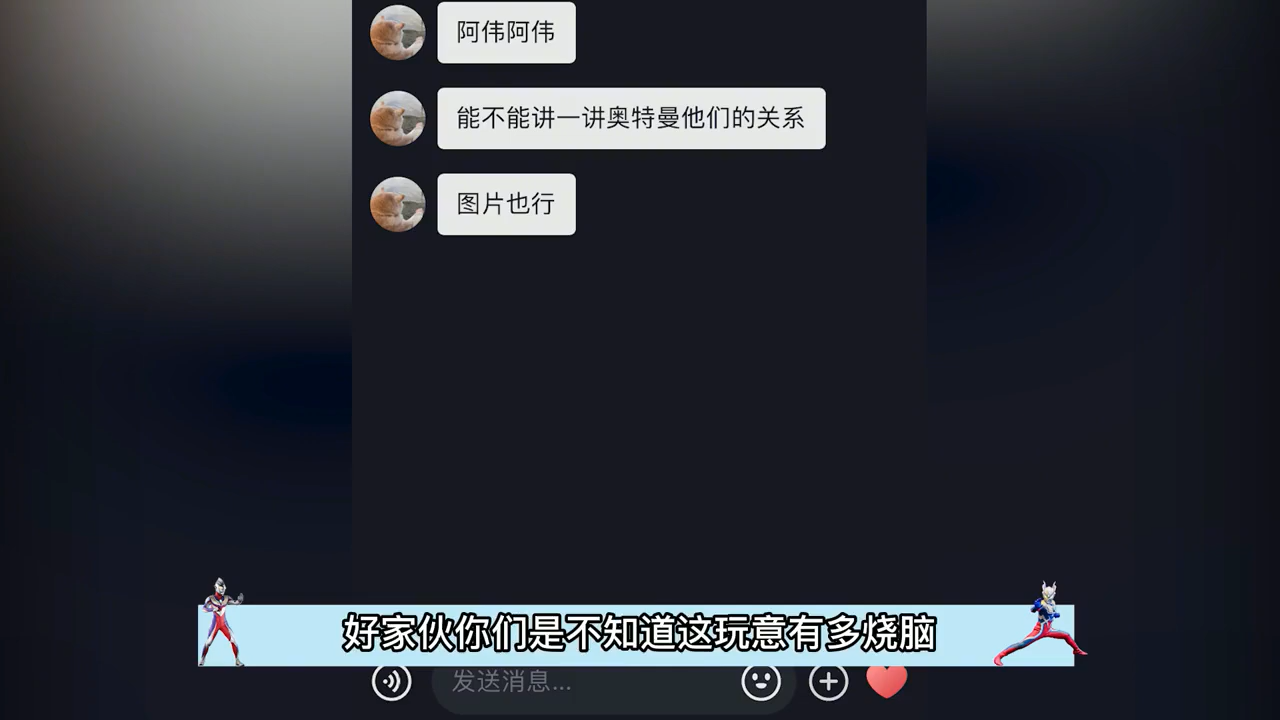 阿伟阿伟
能不能讲一讲奥特曼他们的关系
图片也行
好家伙你们是不知道这玩意有多烧脑
发送消息...